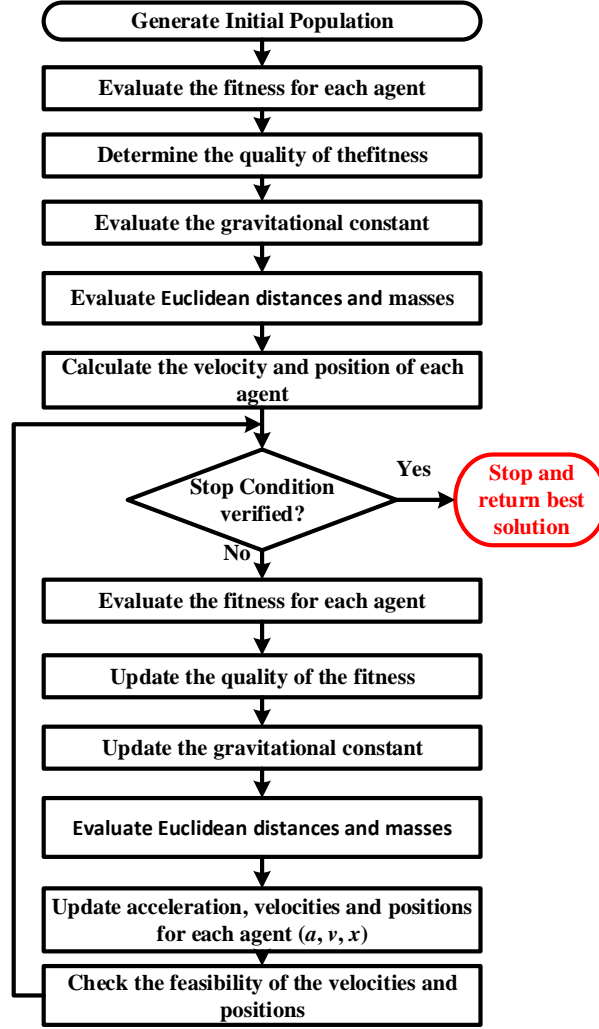 Generate Initial Population
Evaluate the fitness for each agent
Determine the quality of thefitness
Evaluate the gravitational constant
Evaluate Euclidean distances and masses
Calculate the velocity and position of each
agent
Stop Condition
verified?
Yes
Stop and
return best
solution
No
Evaluate the fitness for each agent
Update the quality of the fitness
Update the gravitational constant
Evaluate Euclidean distances and masses
Update acceleration, velocities and positions
for each agent (a, v, x)
Check the feasibility of the velocities and
positions